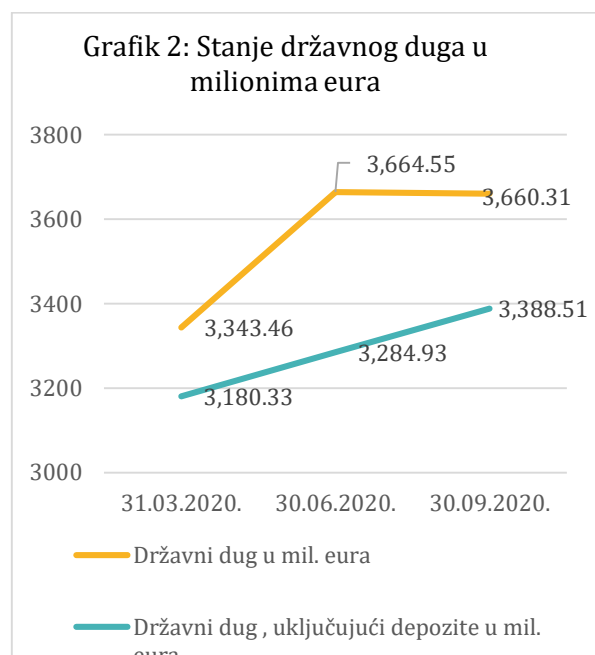 Grafik 2: Stanje državnog duga u
milionima eura
3800
3,664.55
3600
3,660.31
3400
3,388.51
3,343.46
3,284.93
3200
3,180.33
3000
31.03.2020.
30.06.2020.
30.09.2020.
Državni dug u mil. eura
Državni dug , uključujući depozite u mil.
eura